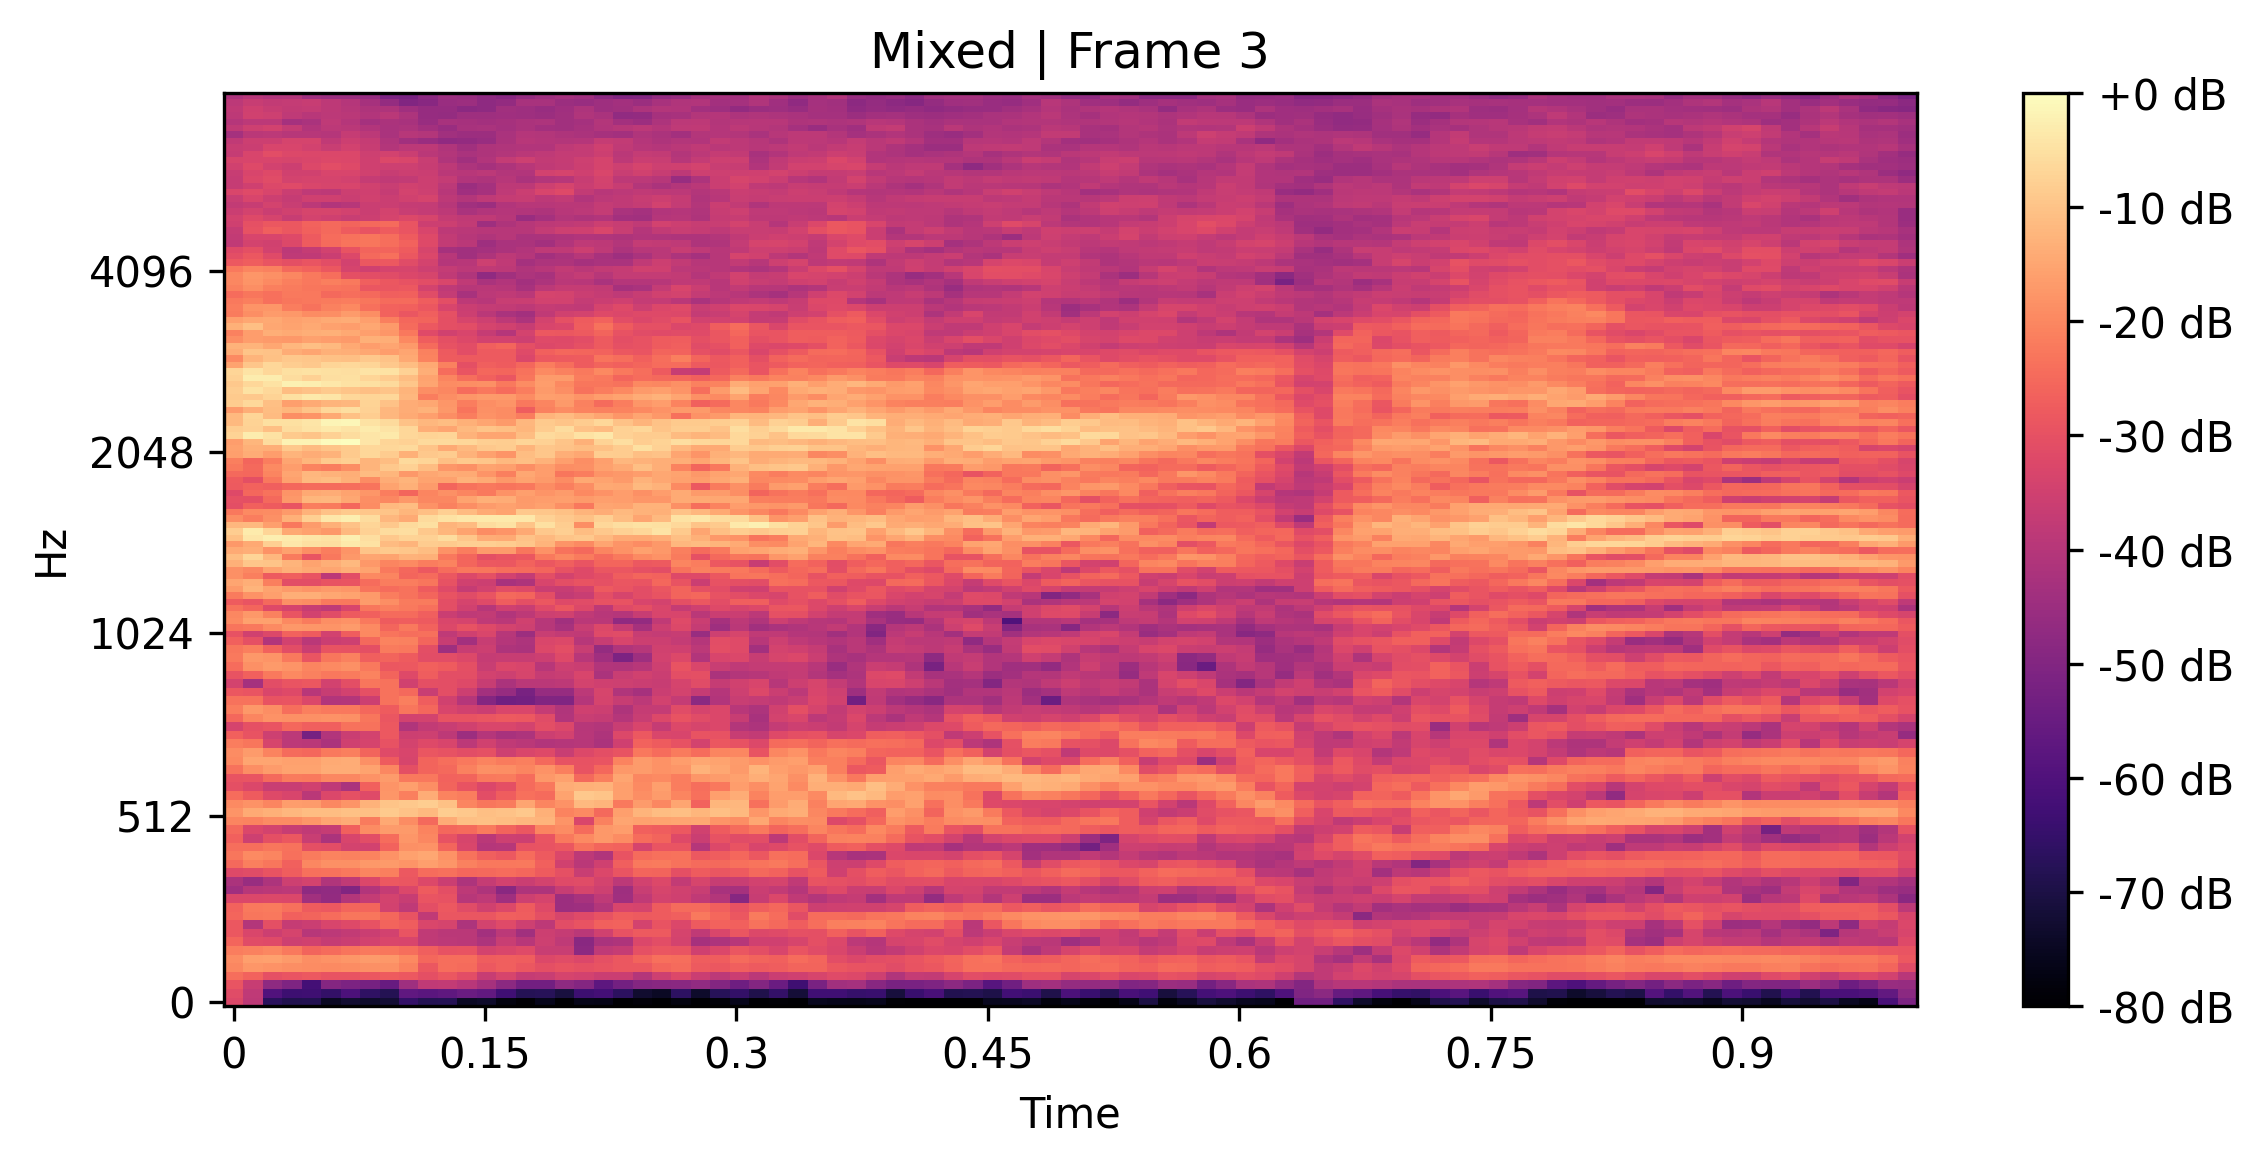 Mixed | Frame 3
+0 dB
-10 dB
-20 dB
-30 dB
-40 dB
-50 dB
-60 dB
-70 dB
-80 dB
Hz
4096
2048
1024
512
0
0 0.15 0.3 0.45 0.6 0.75 0.9
Time